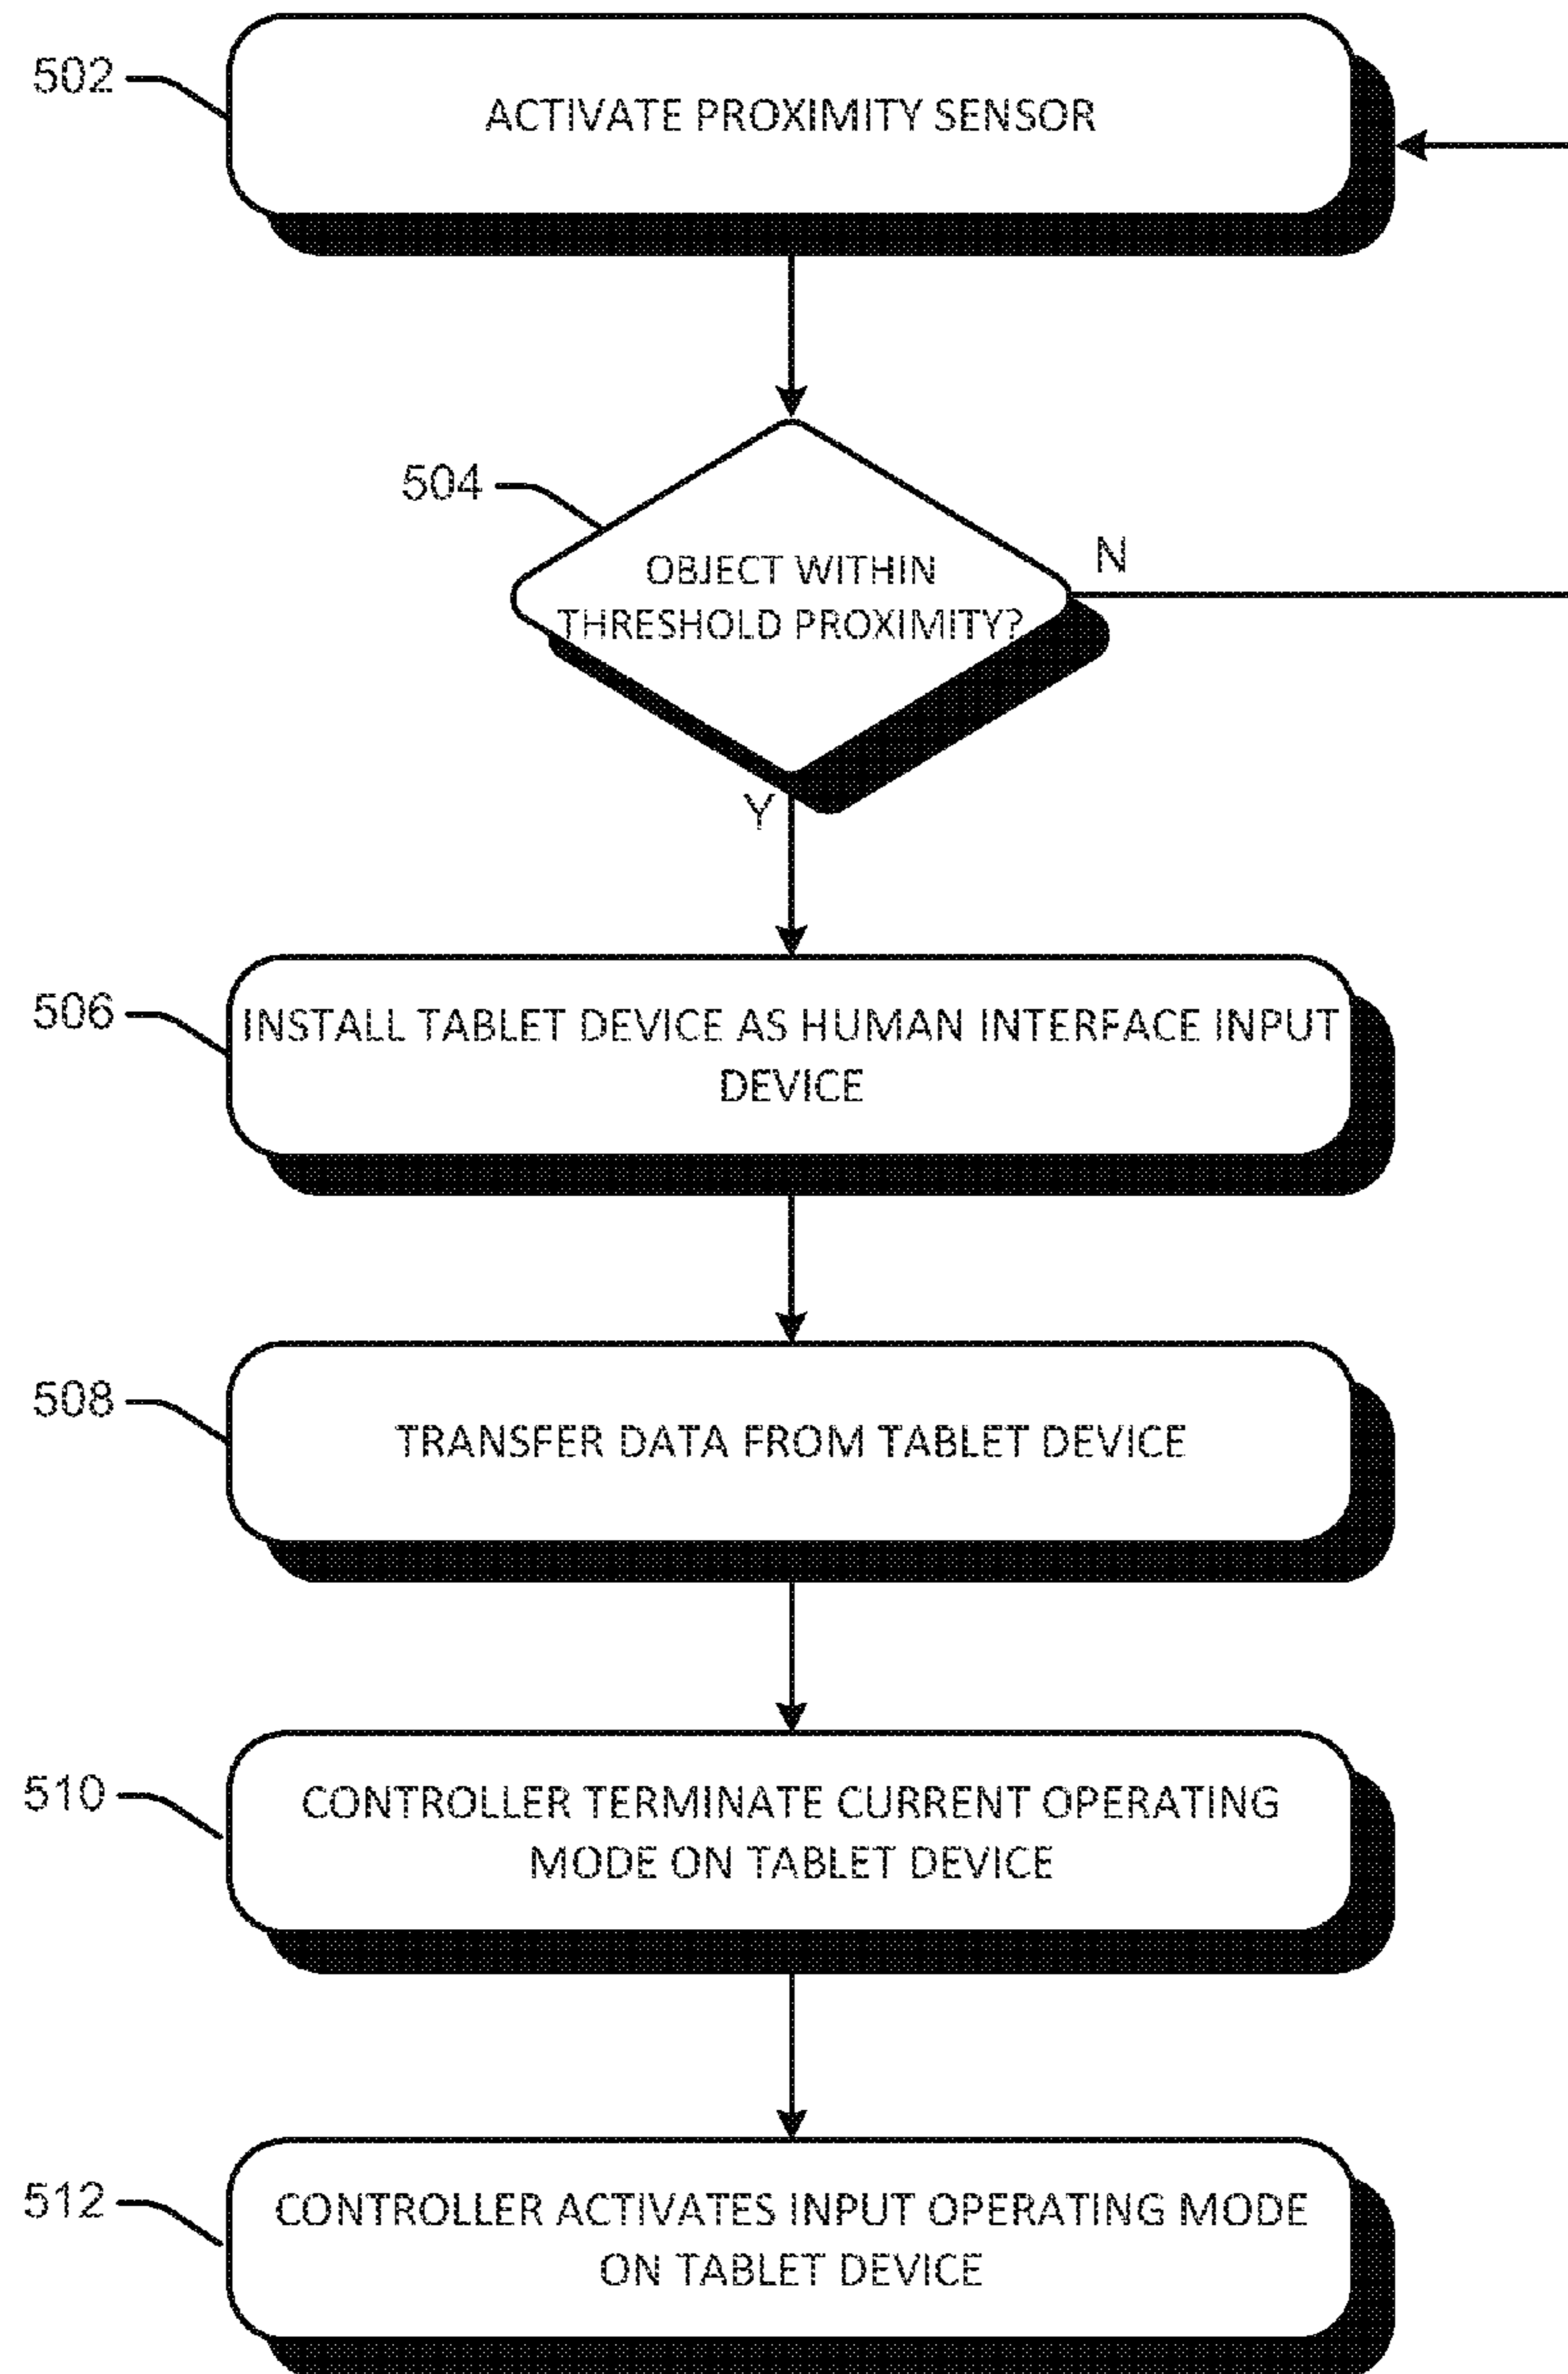 502
ACTIVATE PROXIMITY SENSOR
504
OBJECT WITHIN
THRESHOLD PROXIMITY?
N
Y
506
INSTALL TABLET DEVICE AS HUMAN INTERFACE INPUT
DEVICE
508
TRANSFER DATA FROM TABLET DEVICE
510
CONTROLLER TERMINATE CURRENT OPERATING
MODE ON TABLET DEVICE
512
CONTROLLER ACTIVATES INPUT OPERATING MODE
ON TABLET DEVICE